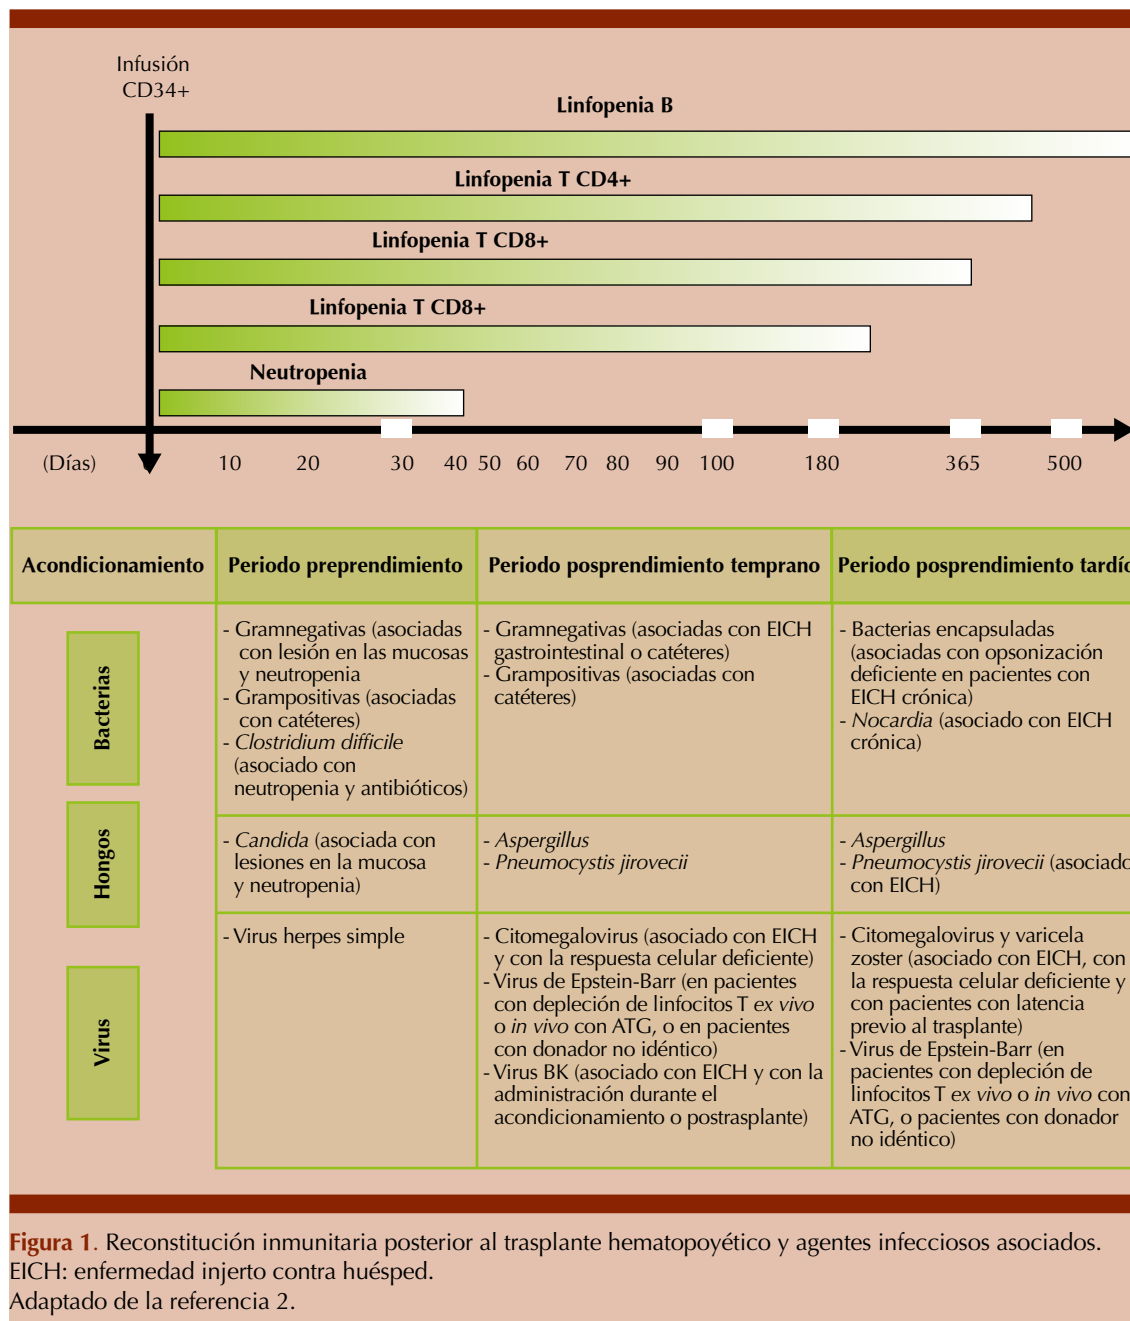 Infusión
CD34+
Linfopenia B
Linfopenia T CD4+
Linfopenia T CD8+
Linfopenia T CD8+
Neutropenia
(Días) 10 20 30 40 50 60 70 80 90 100 180 365 500
Acondicionamiento
Periodo preprendimiento
Periodo posprendimiento temprano
Periodo posprendimiento tardío
Bacterias
- Gramnegativas (asociadas
con lesión en las mucosas
y neutropenia
- Grampositivas (asociadas
con catéteres)
- Clostridium difficile
(asociado con
neutropenia y antibióticos)
- Gramnegativas (asociadas con EICH
gastrointestinal o catéteres)
- Grampositivas (asociadas con
catéteres)
- Bacterias encapsuladas
(asociadas con opsonización
deficiente en pacientes con
EICH crónica)
- Nocardia (asociado con EICH
crónica)
Hongos
- Candida (asociada con
lesiones en la mucosa
y neutropenia)
- Aspergillus
- Pneumocystis jirovecii
- Aspergillus
- Pneumocystis jirovecii (asociado
con EICH)
Virus
- Virus herpes simple
- Citomegalovirus (asociado con EICH
y con la respuesta celular deficiente)
- Virus de Epstein-Barr (en pacientes
con depleción de linfocitos T ex vivo
o in vivo con ATG, o en pacientes
con donador no idéntico)
- Virus BK (asociado con EICH y con la
administración durante el
acondicionamiento o postrasplante)
- Citomegalovirus y varicela
zoster (asociado con EICH, con
la respuesta celular deficiente y
con pacientes con latencia
previo al trasplante)
- Virus de Epstein-Barr (en
pacientes con depleción de
linfocitos T ex vivo o in vivo con
ATG, o pacientes con donador
no idéntico)
Figura 1. Reconstitución inmunitaria posterior al trasplante hematopoyético y agentes infecciosos asociados.
EICH: enfermedad injerto contra huésped.
Adaptado de la referencia 2.